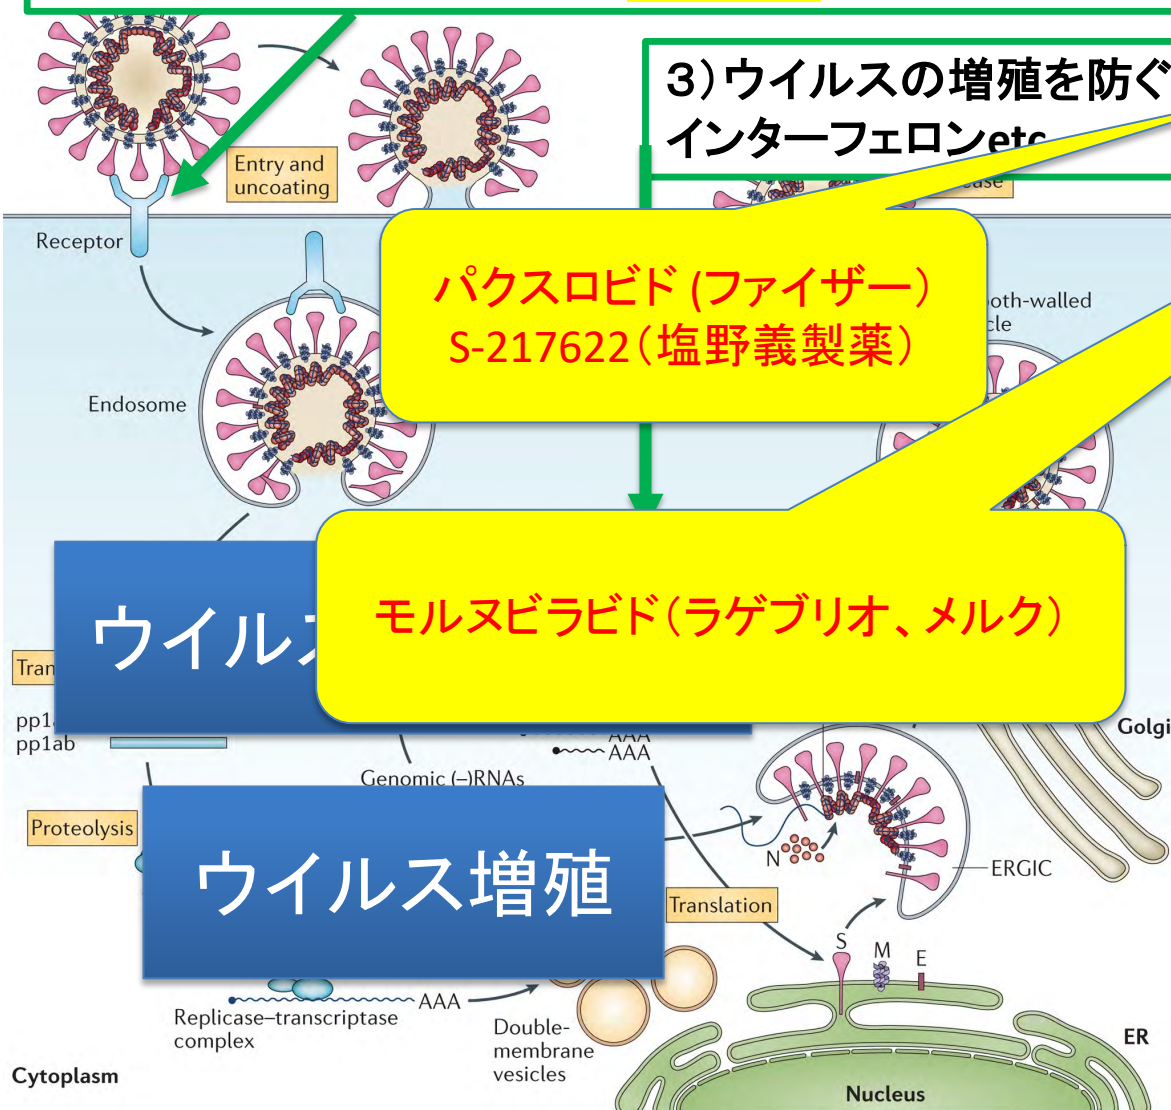 3)ウイルスの増殖を防ぐ
インターフェロンetc
Entry and
uncoating
Receptor
パクスロビド (ファイザー)
S-217622(塩野義製薬)
Endosome
モルヌピラビド(ラゲブリオ、メルク)
pp1ab
AAA
AAA
Golgi
Genomic (–)RNAs
Proteolysis
ウイルス増殖
N
ERGIC
Translation
S
M
E
AAA
Replicase–transcriptase
complex
Double-
membrane
vesicles
ER
Cytoplasm
Nucleus